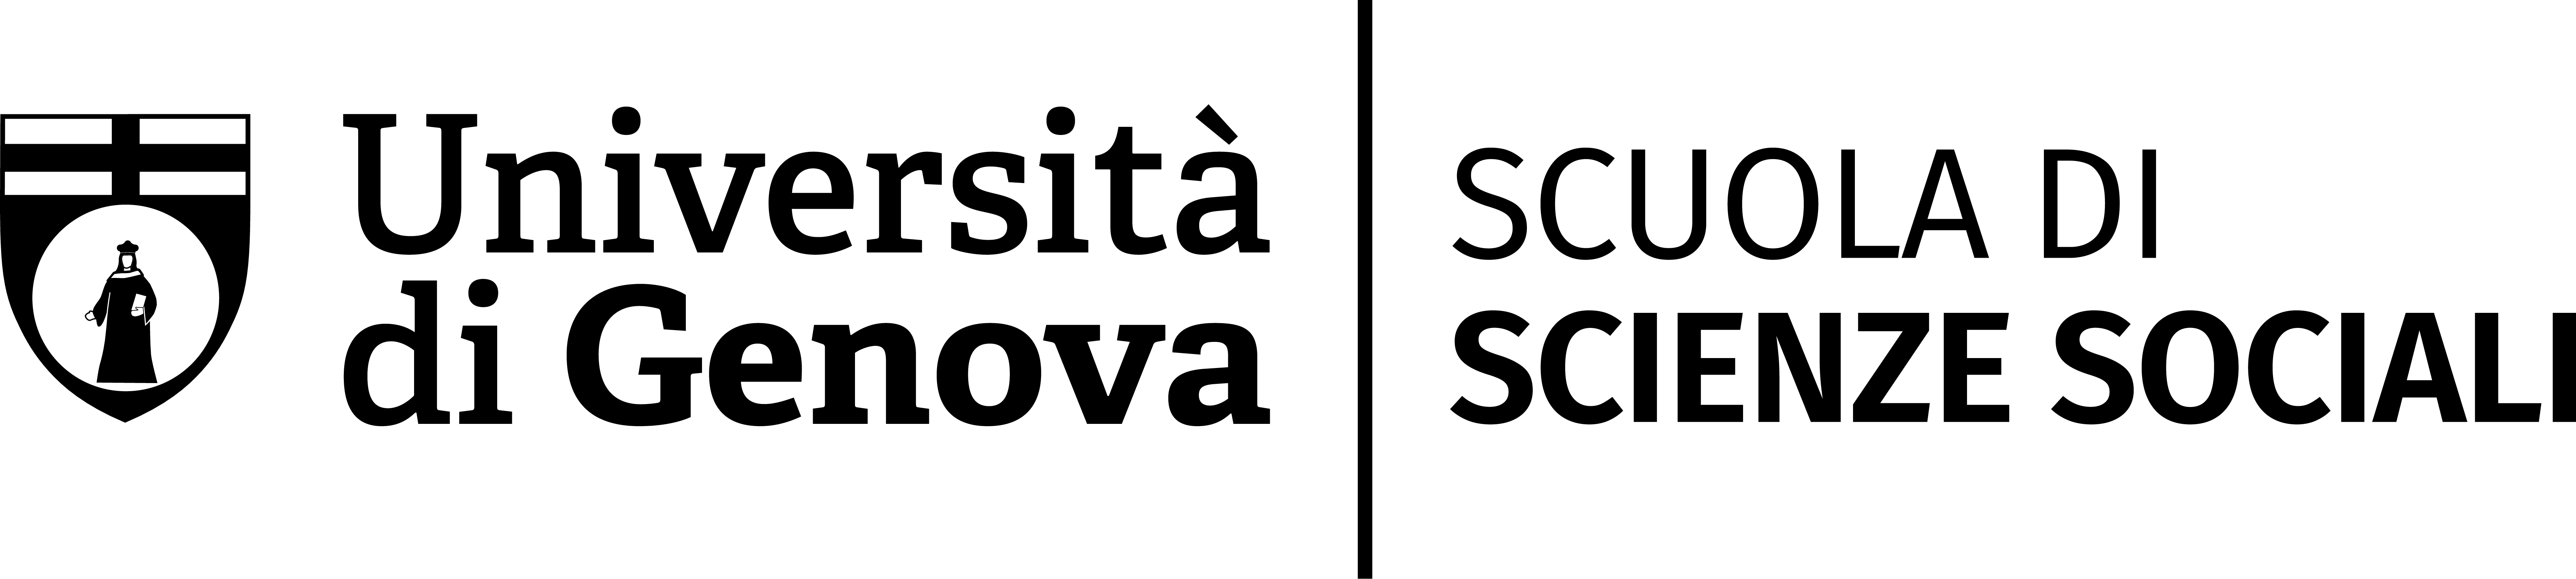 Università
di Genova
SCUOLA DI
SCIENZE SOCIALI